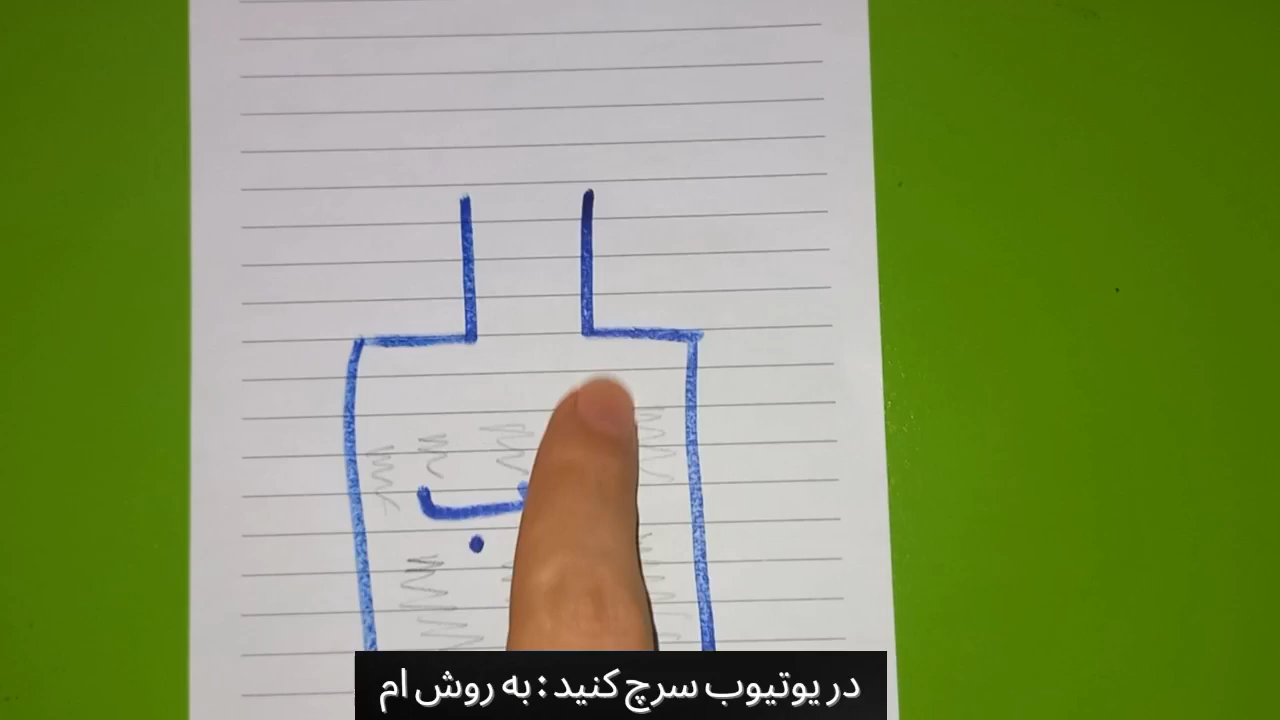 ب
در یوتیوب سرچ کنید : به روش ام